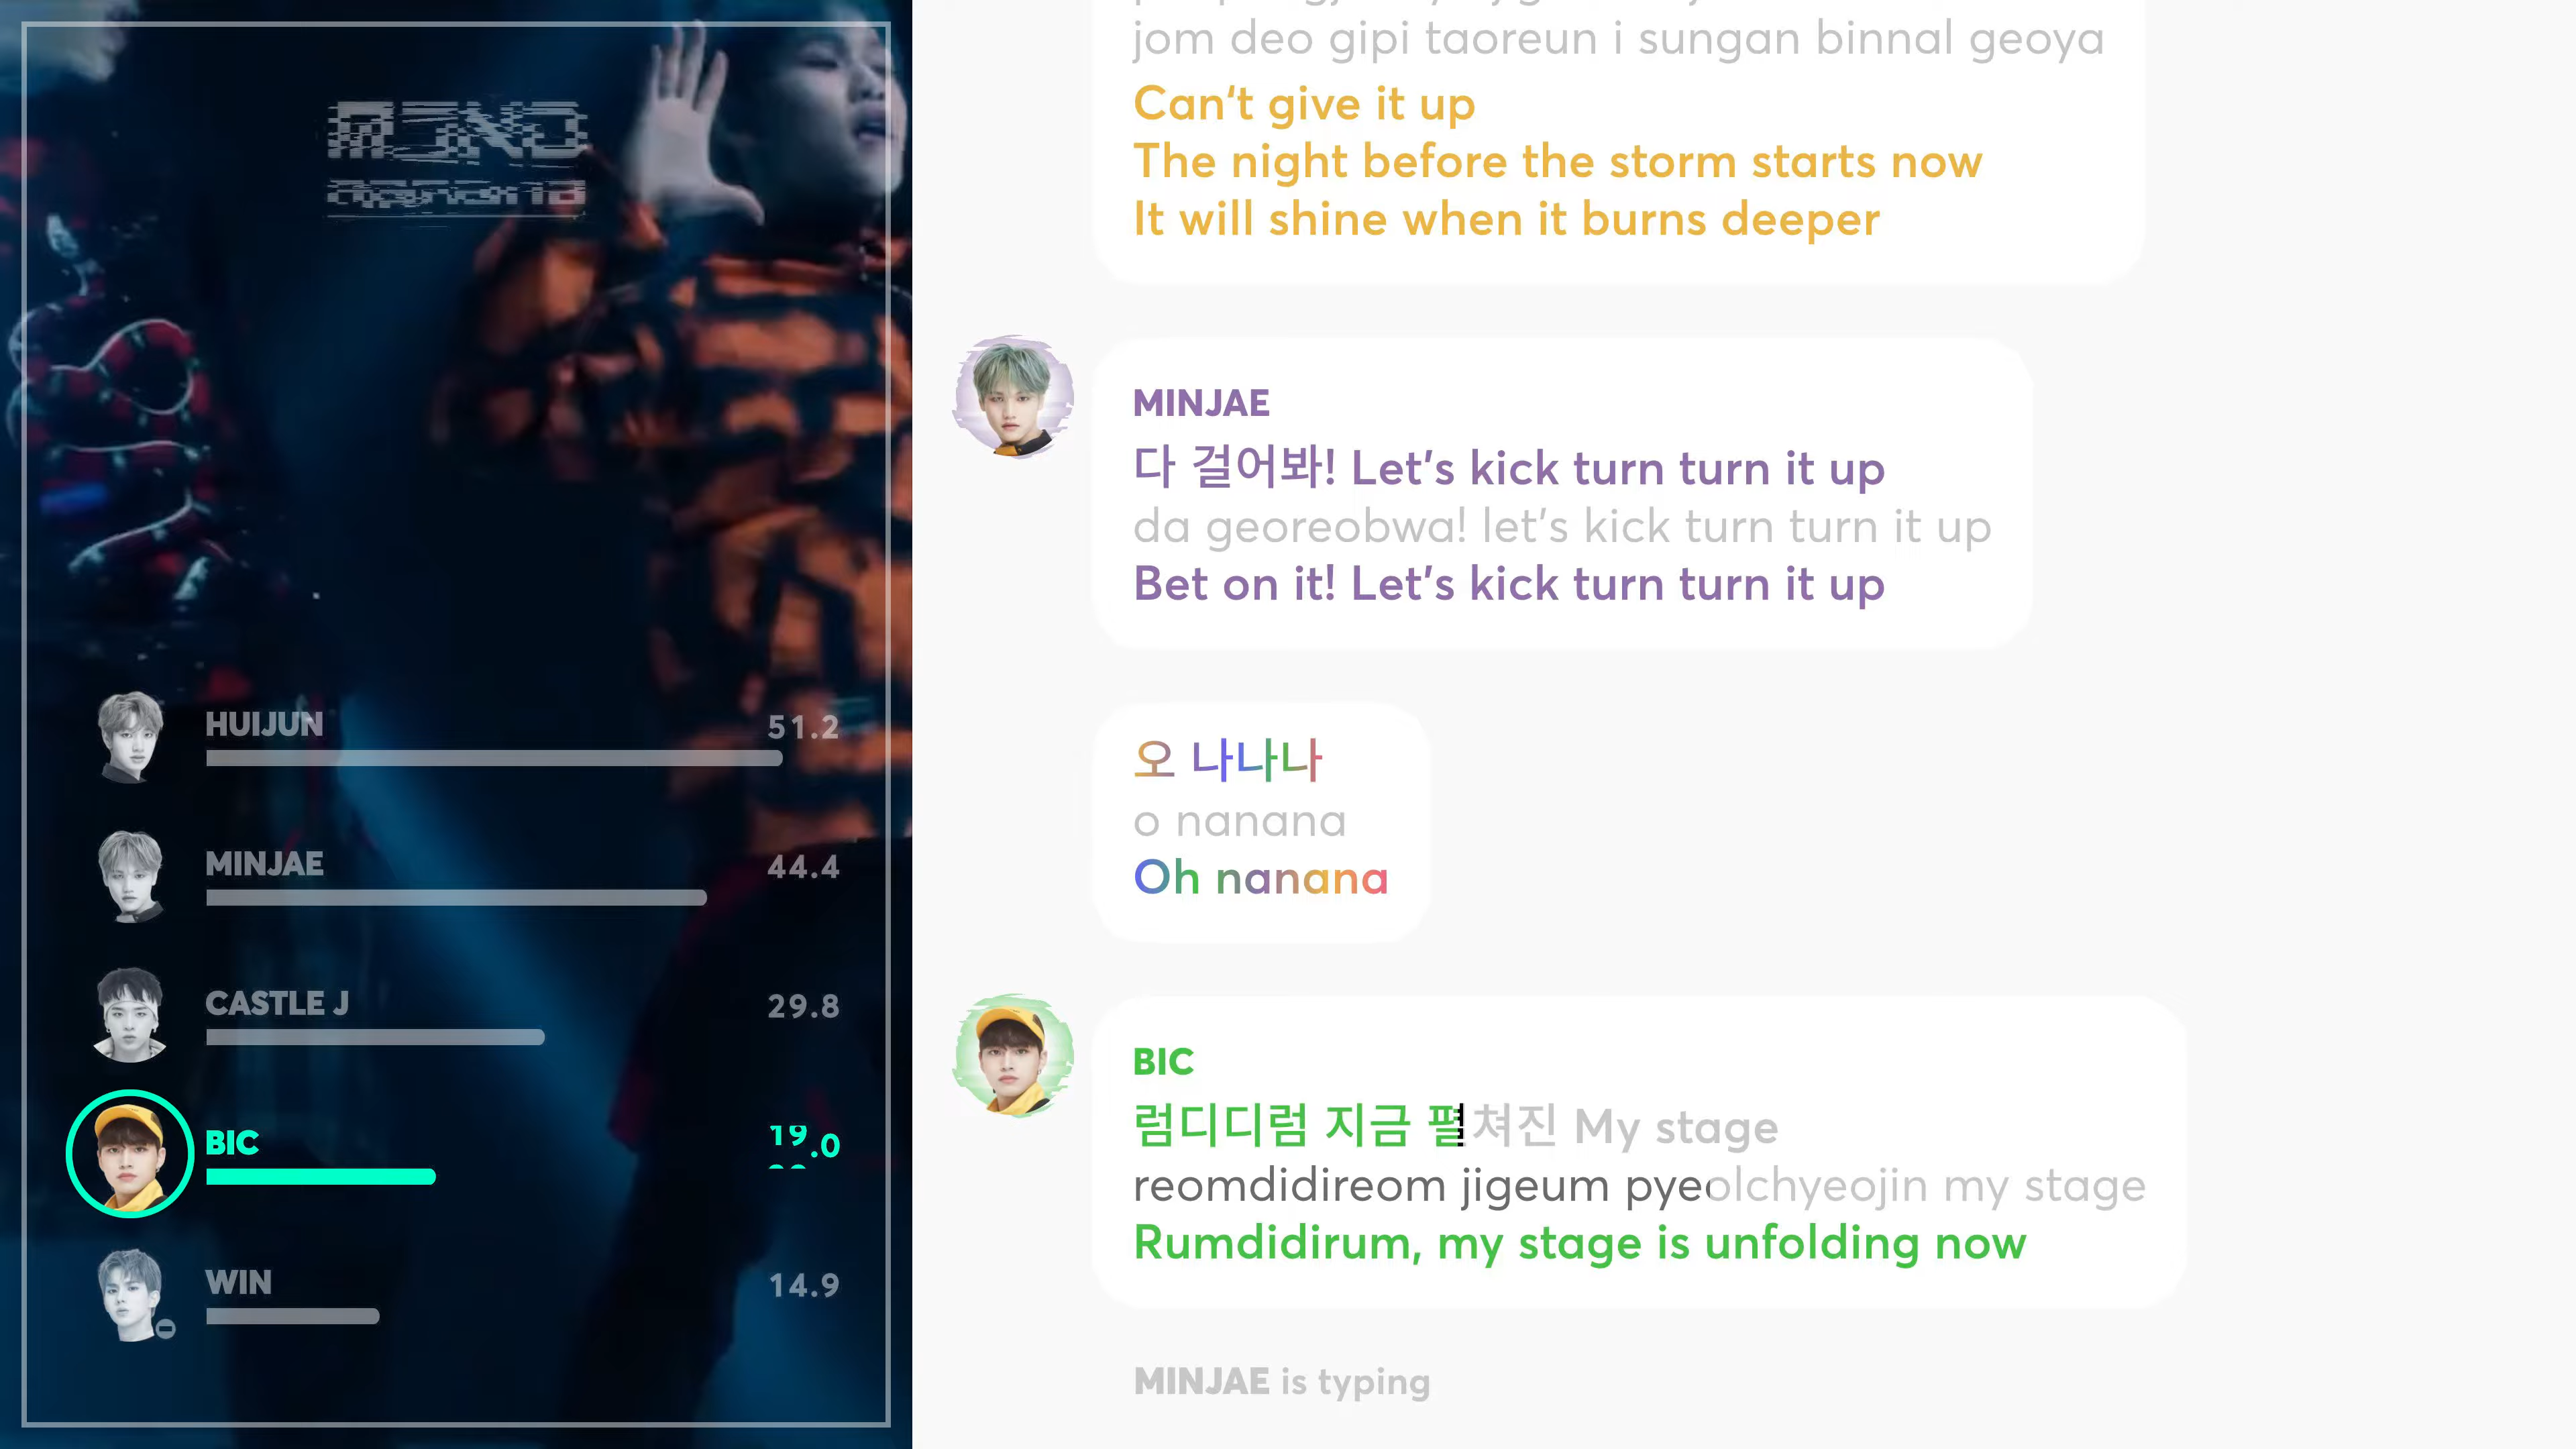 HUIJUN
51.2
MINJAE
44.4
CASTLE J
29.8
BIC
19.0
WIN
14.9
jom deo gipi taoreun i sungan binnal geoya
Can't give it up
The night before the storm starts now
It will shine when it burns deeper
MINJAE
다 걸어봐! Let's kick turn turn it up
da georeobwa! let's kick turn turn it up
Bet on it! Let's kick turn turn it up
오 나나나
o nanana
Oh nanana
BIC
럼디디럼 지금 펼쳐진 My stage
reomdidireom jigeum pyeolchyeojin my stage
Rumdidirum, my stage is unfolding now
MINJAE is typing